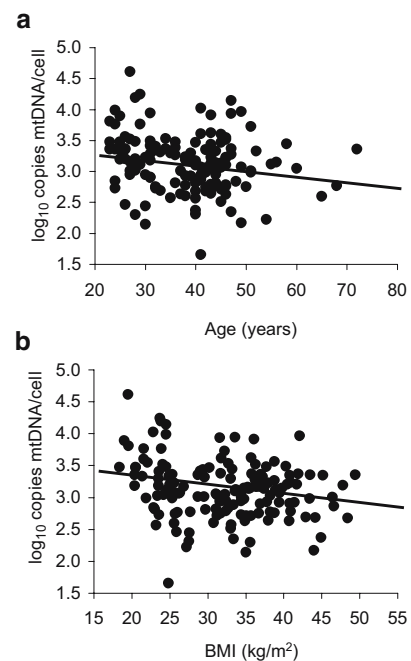 a
5.0
4.5
4.0
3.5
3.0
2.5
2.0
1.5
log₁₀ copies mtDNA/cell
20 30 40 50 60 70 80
Age (years)
b
5.0
4.5
4.0
3.5
3.0
2.5
2.0
1.5
log₁₀ copies mtDNA/cell
15 20 25 30 35 40 45 50 55
BMI (kg/m²)